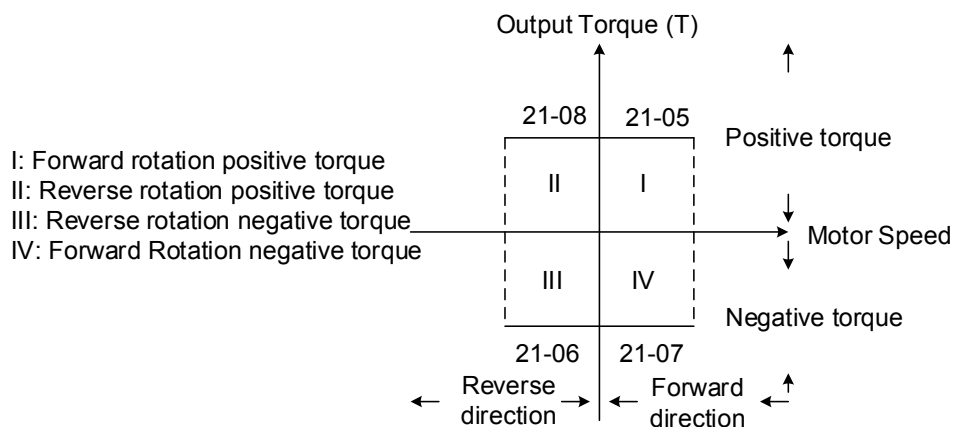 Output Torque (T)
21-08
21-05
Positive torque
I: Forward rotation positive torque
II: Reverse rotation positive torque
III: Reverse rotation negative torque
IV: Forward Rotation negative torque
II
I
Motor Speed
III
IV
Negative torque
21-06
21-07
Reverse
direction
Forward
direction